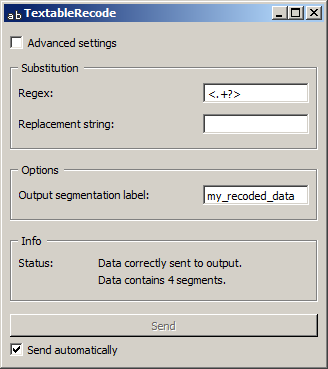 ab TextableRecode
Advanced settings
Substitution
Regex: <.+?>
Replacement string:
Options
Output segmentation label: my_recoded_data
Info
Status: Data correctly sent to output.
Data contains 4 segments.
Send
Send automatically